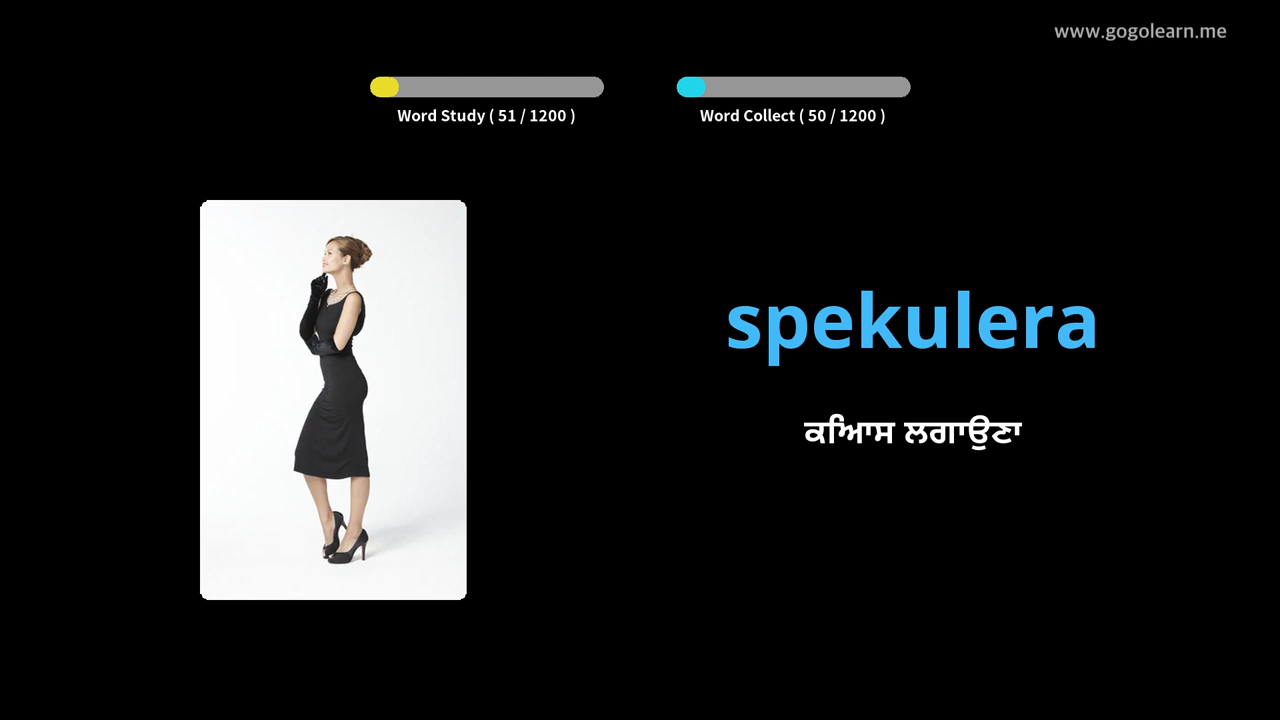 www.gogolearn.me
Word Study ( 51 / 1200 )
Word Collect ( 50 / 1200 )
spekulera
ਕਿਆਸ ਲਗਾਉਣਾ